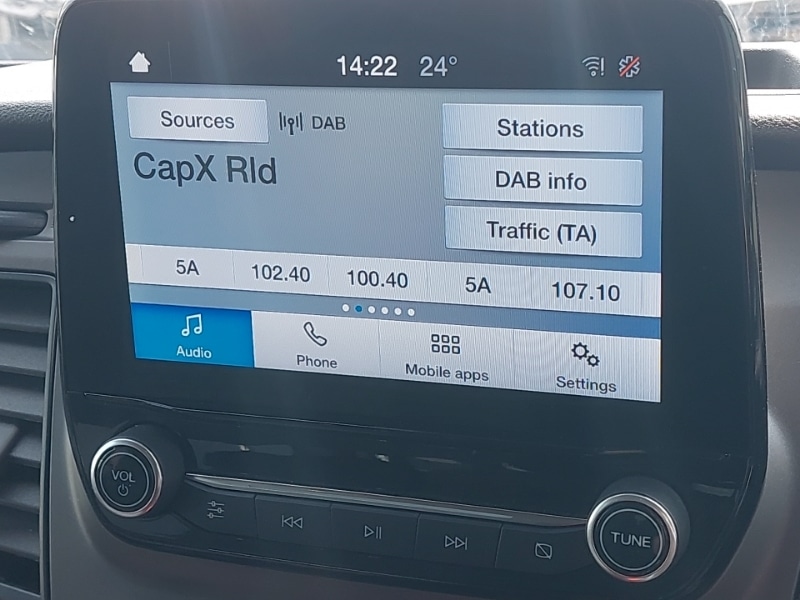 14:22 24°
Sources DAB Stations
CapX Rld
DAB info
Traffic (TA)
5A 102.40 100.40 5A 107.10
Audio Phone Mobile apps Settings
VOL
TUNE